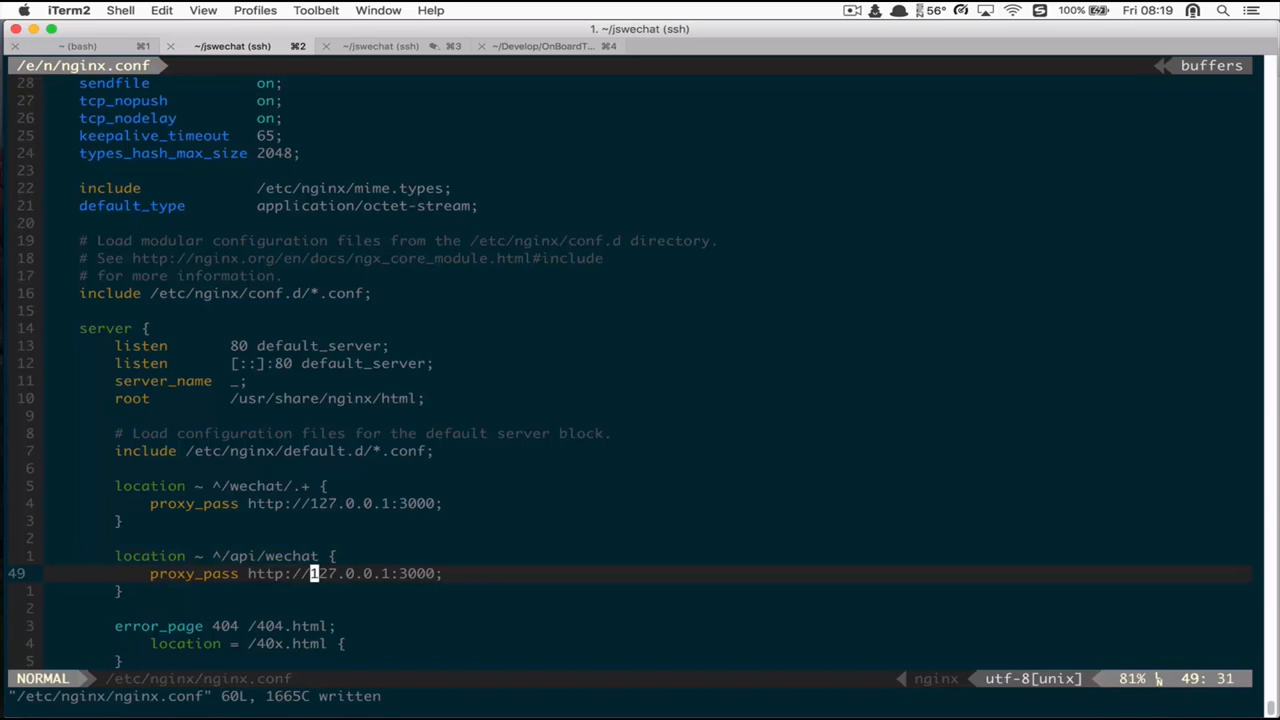 iTerm2 Shell Edit View Profiles Toolbelt Window Help 56° 100% Fri 08:19
1. ~/jswechat (ssh)
~ (bash) ⌘1 ~/jswechat (ssh) ⌘2 ~/jswechat (ssh) ⌘3 ~/Develop/OnBoardT... ⌘4
/e/n/nginx.conf buffers
28 sendfile on;
27 tcp_nopush on;
26 tcp_nodelay on;
25 keepalive_timeout 65;
24 types_hash_max_size 2048;
23
22 include /etc/nginx/mime.types;
21 default_type application/octet-stream;
20
19 # Load modular configuration files from the /etc/nginx/conf.d directory.
18 # See http://nginx.org/en/docs/ngx_core_module.html#include
17 # for more information.
16 include /etc/nginx/conf.d/*.conf;
15
14 server {
13 listen 80 default_server;
12 listen [::]:80 default_server;
11 server_name _;
10 root /usr/share/nginx/html;
9
8 # Load configuration files for the default server block.
7 include /etc/nginx/default.d/*.conf;
6
5 location ~ ^/wechat/.+ {
4 proxy_pass http://127.0.0.1:3000;
3 }
2
1 location ~ ^/api/wechat {
49 proxy_pass http://127.0.0.1:3000;
1 }
2
3 error_page 404 /404.html;
4 location = /40x.html {
5 }
NORMAL /etc/nginx/nginx.conf nginx utf-8[unix] 81% 49: 31
"/etc/nginx/nginx.conf" 60L, 1665C written